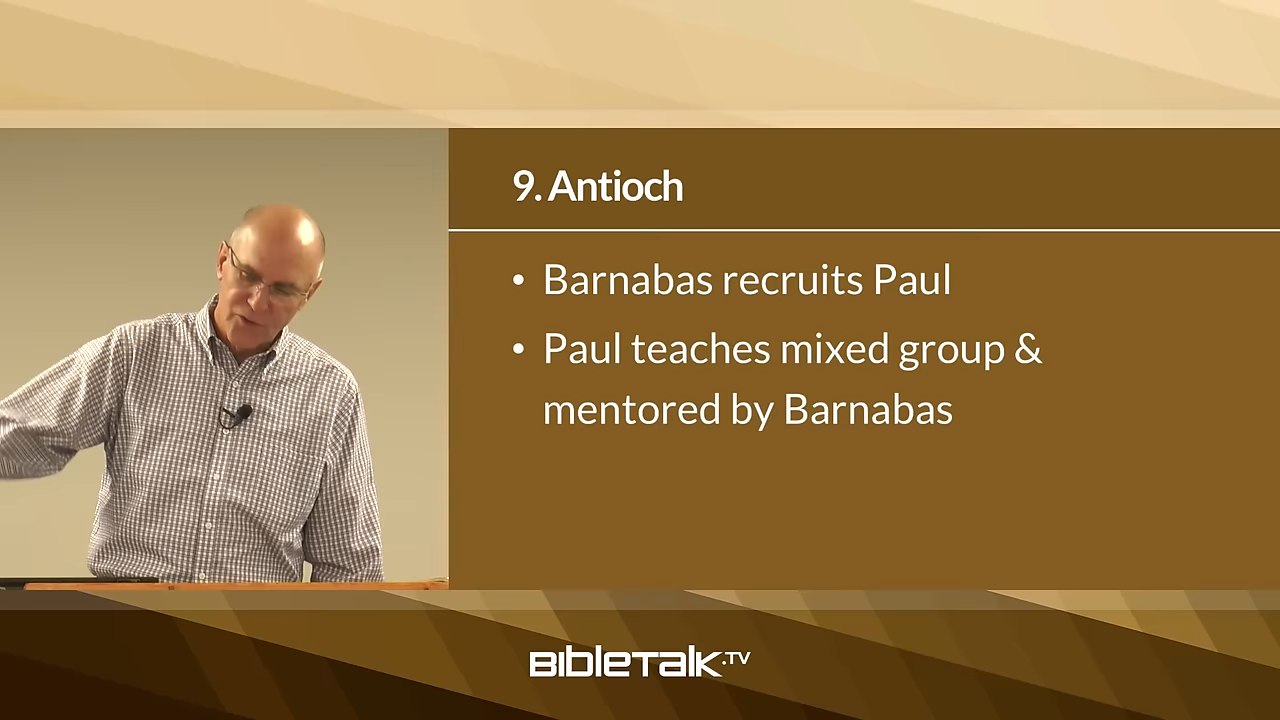 9. Antioch
• Barnabas recruits Paul
• Paul teaches mixed group &
mentored by Barnabas
BibleTalk.TV